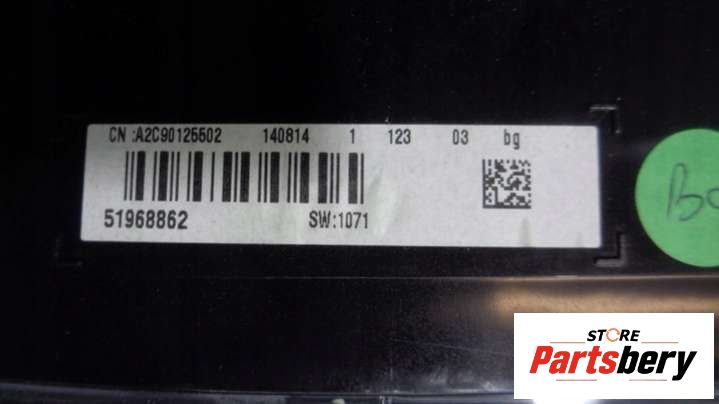 CN :A2C90125502 140814 1 123 03 bg
51968862 SW:1071
STORE
Partsbery